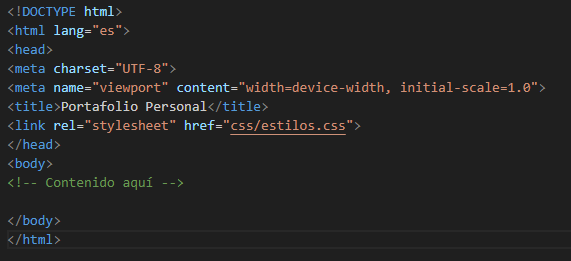 <!DOCTYPE html>
<html lang="es">
<head>
<meta charset="UTF-8">
<meta name="viewport" content="width=device-width, initial-scale=1.0">
<title>Portafolio Personal</title>
<link rel="stylesheet" href="css/estilos.css">
</head>
<body>
<!-- Contenido aquí -->
</body>
</html>